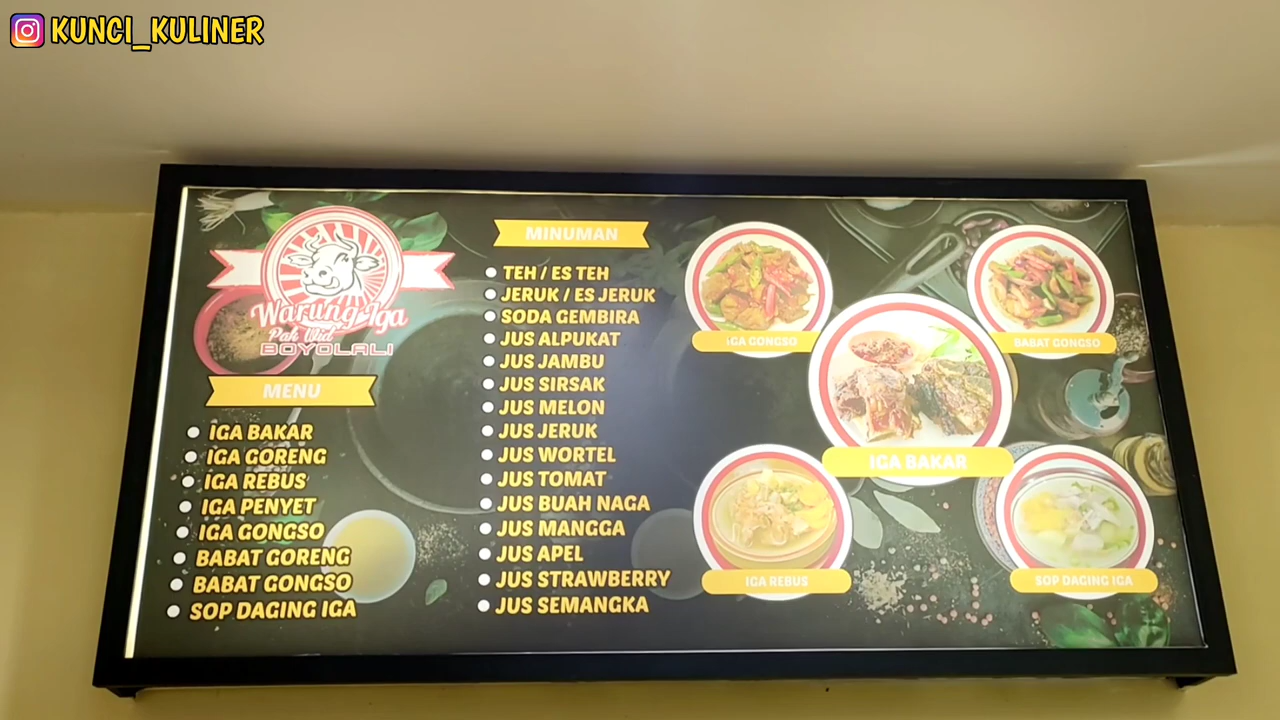 KUNCI_KULINER
Warung Iga
Pak Wid
BOYOLALI
MENU
IGA BAKAR
IGA GORENG
IGA REBUS
IGA PENYET
IGA GONGSO
BABAT GORENG
BABAT GONGSO
SOP DAGING IGA
MINUMAN
TEH / ES TEH
JERUK / ES JERUK
SODA GEMBIRA
JUS ALPUKAT
JUS JAMBU
JUS SIRSAK
JUS MELON
JUS JERUK
JUS WORTEL
JUS TOMAT
JUS BUAH NAGA
JUS MANGGA
JUS APEL
JUS STRAWBERRY
JUS SEMANGKA
IGA GONGSO
BABAT GONGSO
IGA BAKAR
IGA REBUS
SOP DAGING IGA